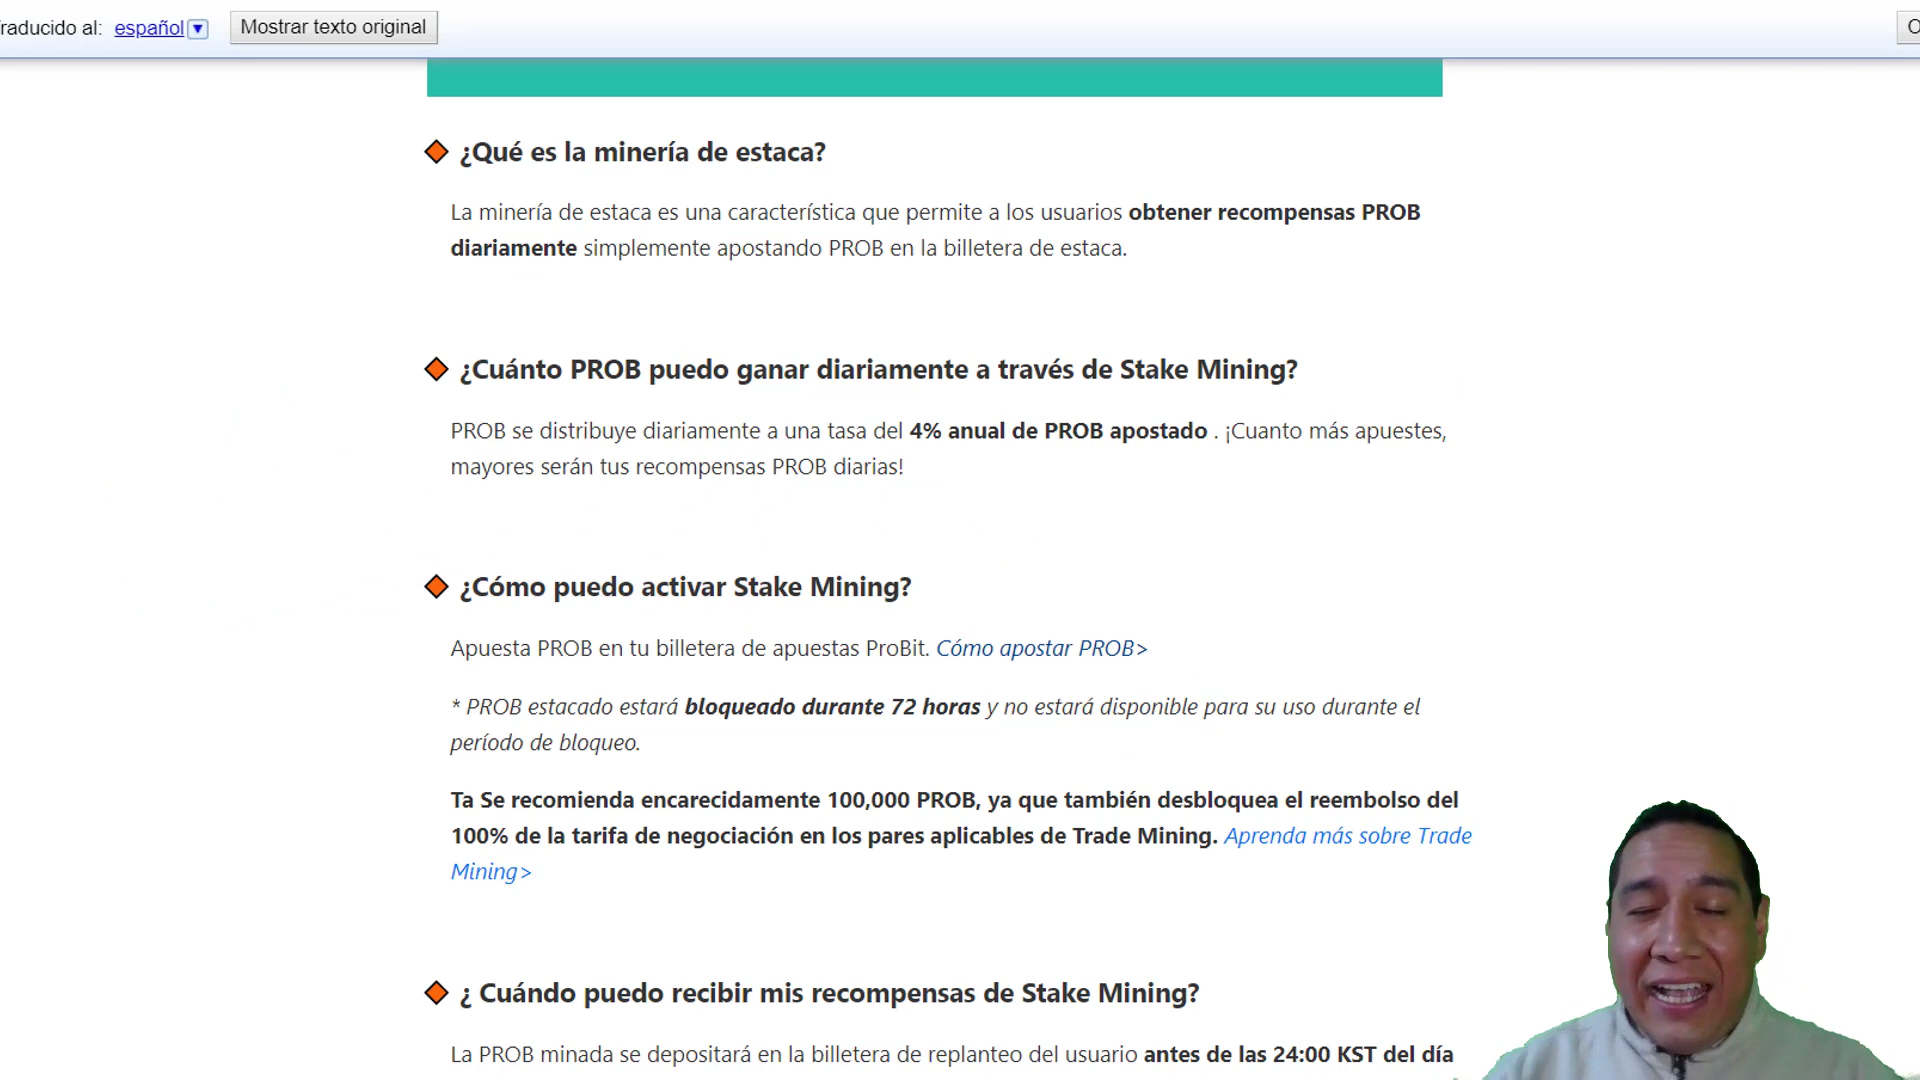 raducido al: español Mostrar texto original
¿Qué es la minería de estaca?
La minería de estaca es una característica que permite a los usuarios obtener recompensas PROB
diariamente simplemente apostando PROB en la billetera de estaca.
¿Cuánto PROB puedo ganar diariamente a través de Stake Mining?
PROB se distribuye diariamente a una tasa del 4% anual de PROB apostado . ¡Cuanto más apuestes,
mayores serán tus recompensas PROB diarias!
¿Cómo puedo activar Stake Mining?
Apuesta PROB en tu billetera de apuestas ProBit. Cómo apostar PROB>
* PROB estacado estará bloqueado durante 72 horas y no estará disponible para su uso durante el
período de bloqueo.
Ta Se recomienda encarecidamente 100,000 PROB, ya que también desbloquea el reembolso del
100% de la tarifa de negociación en los pares aplicables de Trade Mining. Aprenda más sobre Trade
Mining>
¿ Cuándo puedo recibir mis recompensas de Stake Mining?
La PROB minada se depositará en la billetera de replanteo del usuario antes de las 24:00 KST del día